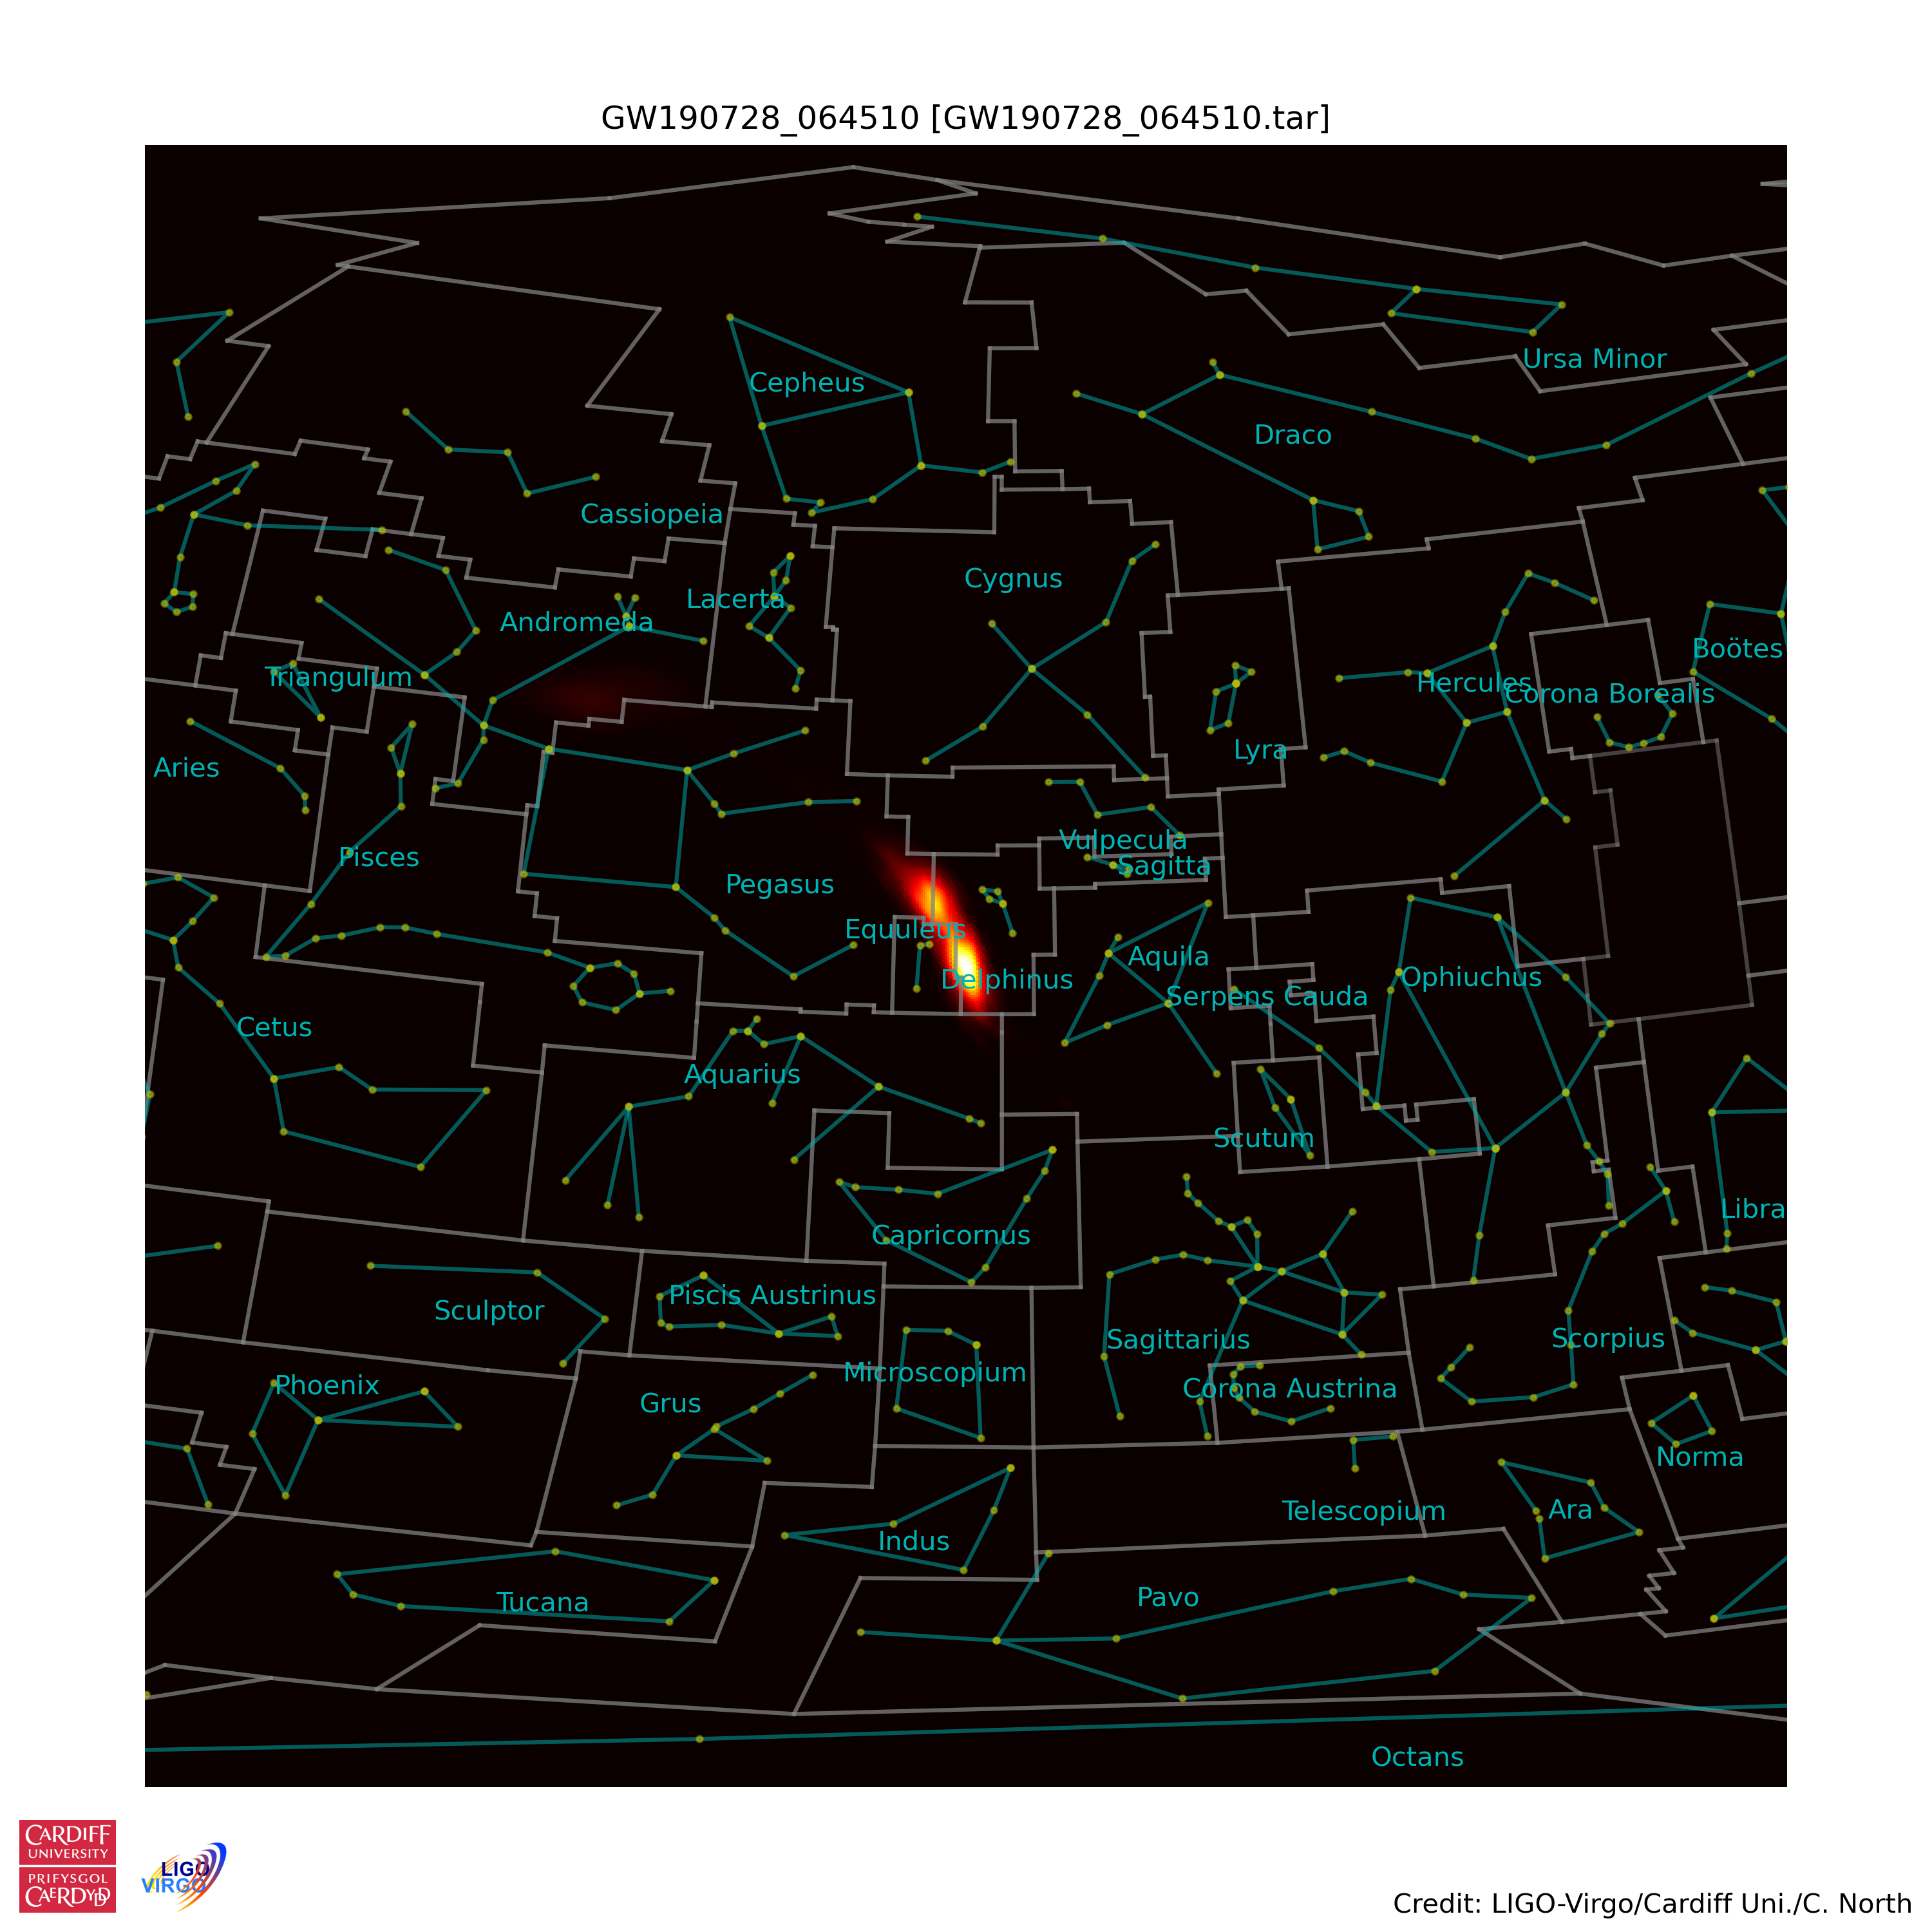 GW190728_064510 [GW190728_064510.tar]
Ursa Minor
Cepheus
Draco
Cassiopeia
Cygnus
Lacerta
Andromeda
Boötes
Triangulum
Hercules
Corona Borealis
Lyra
Aries
Vulpecula
Pisces
Sagitta
Pegasus
Equuleus
Aquila
Delphinus
Ophiuchus
Serpens Cauda
Cetus
Aquarius
Scutum
Libra
Capricornus
Piscis Austrinus
Sculptor
Sagittarius
Scorpius
Microscopium
Phoenix
Corona Austrina
Grus
Norma
Telescopium
Ara
Indus
Pavo
Tucana
Octans
CARDIFF
UNIVERSITY
PRIFYSGOL
CAERDYDD
LIGO
VIRGO
Credit: LIGO-Virgo/Cardiff Uni./C. North